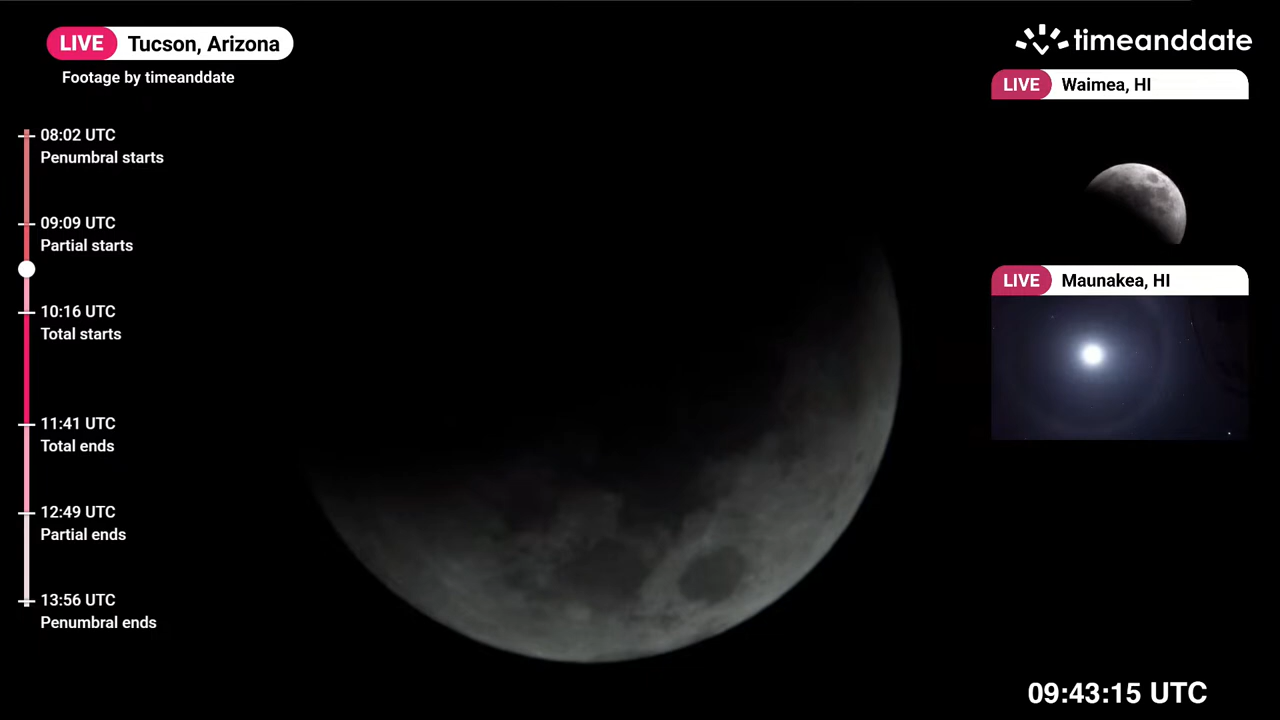 LIVE Tucson, Arizona
Footage by timeanddate
08:02 UTC
Penumbral starts
09:09 UTC
Partial starts
10:16 UTC
Total starts
11:41 UTC
Total ends
12:49 UTC
Partial ends
13:56 UTC
Penumbral ends
timeanddate
LIVE Waimea, HI
LIVE Maunakea, HI
09:43:15 UTC